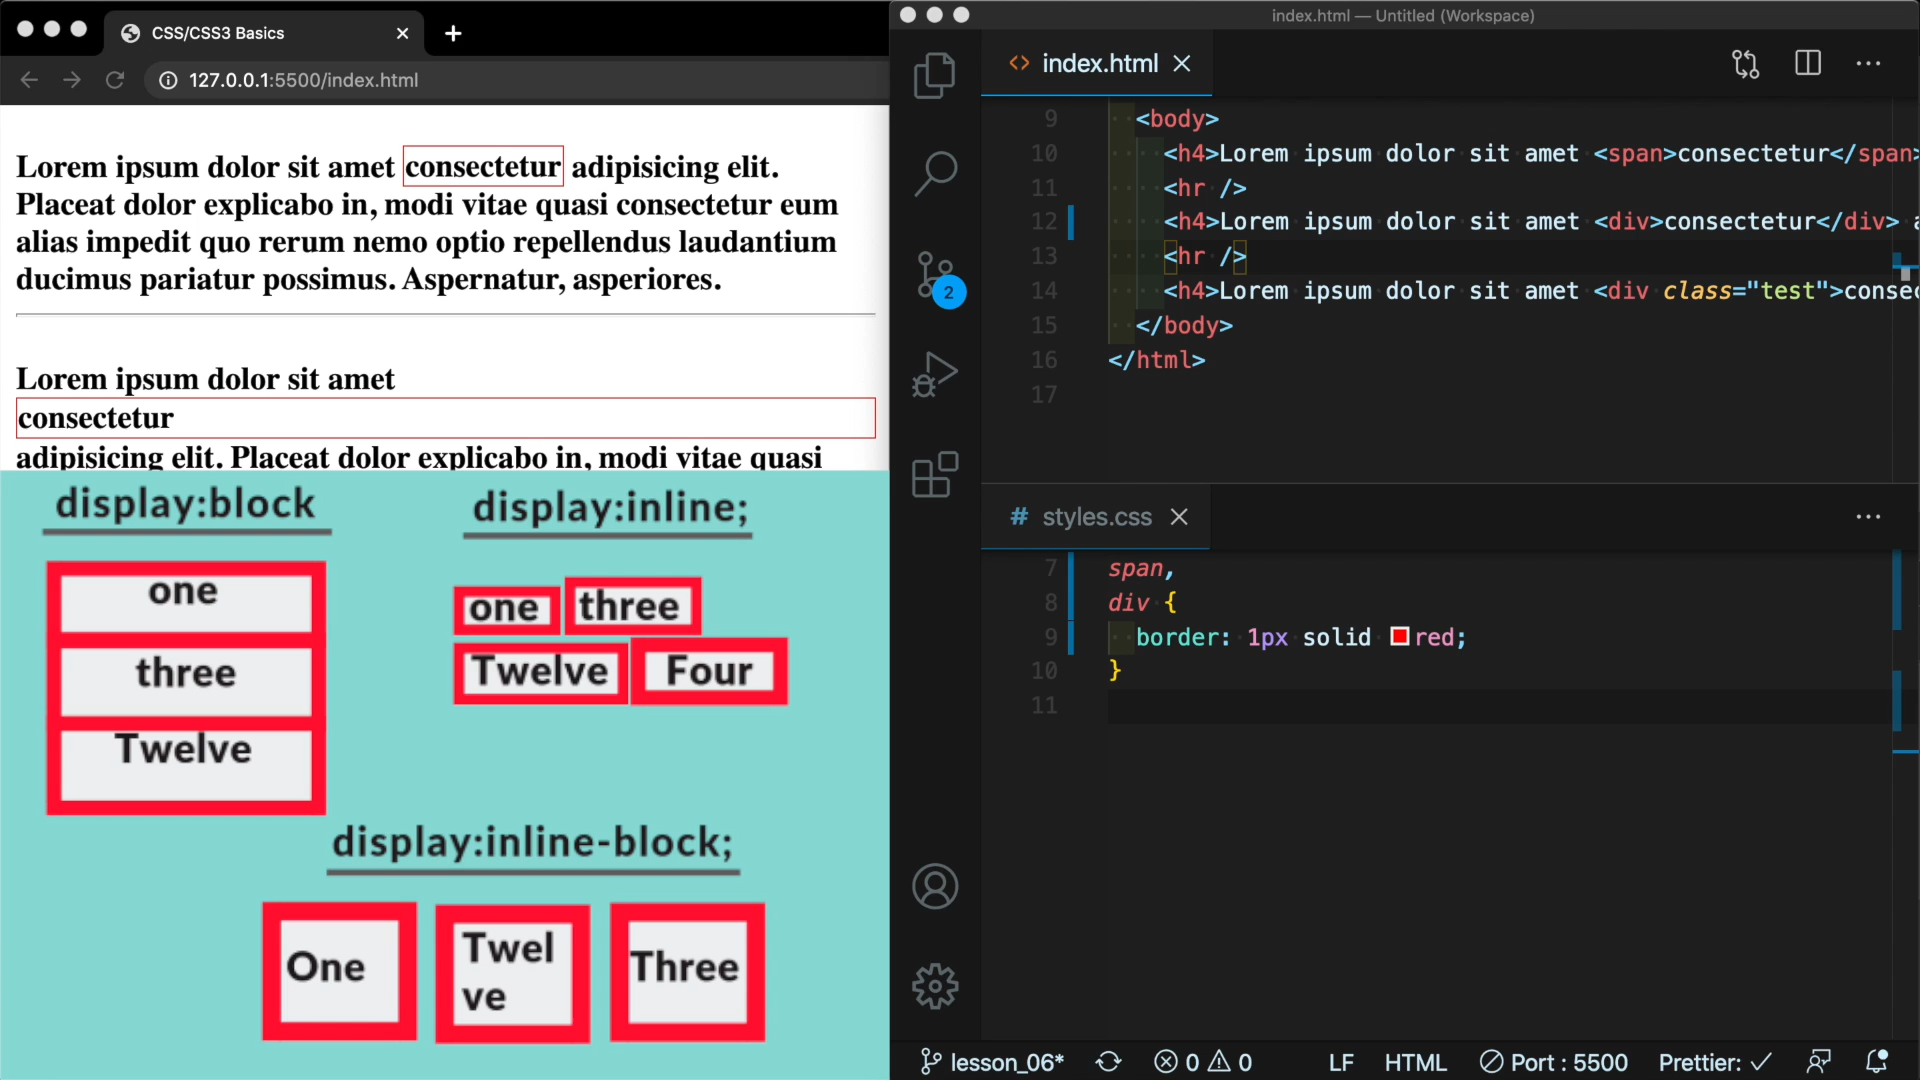 CSS/CSS3 Basics
127.0.0.1:5500/index.html
Lorem ipsum dolor sit amet consectetur adipisicing elit.
Placeat dolor explicabo in, modi vitae quasi consectetur eum
alias impedit quo rerum nemo optio repellendus laudantium
ducimus pariatur possimus. Aspernatur, asperiores.
Lorem ipsum dolor sit amet
consectetur
adipisicing elit. Placeat dolor explicabo in, modi vitae quasi
display:block
one
three
Twelve
display:inline;
one three
Twelve Four
display:inline-block;
One
Twel
ve
Three
index.html — Untitled (Workspace)
<> index.html
2
9 <body>
10 <h4>Lorem ipsum dolor sit amet <span>consectetur</span>
11 <hr />
12 <h4>Lorem ipsum dolor sit amet <div>consectetur</div> a
13 <hr />
14 <h4>Lorem ipsum dolor sit amet <div class="test">consec
15 </body>
16 </html>
17
# styles.css
7 span,
8 div {
9 border: 1px solid red;
10 }
11
lesson_06* 0 0 LF HTML Port : 5500 Prettier: ✓